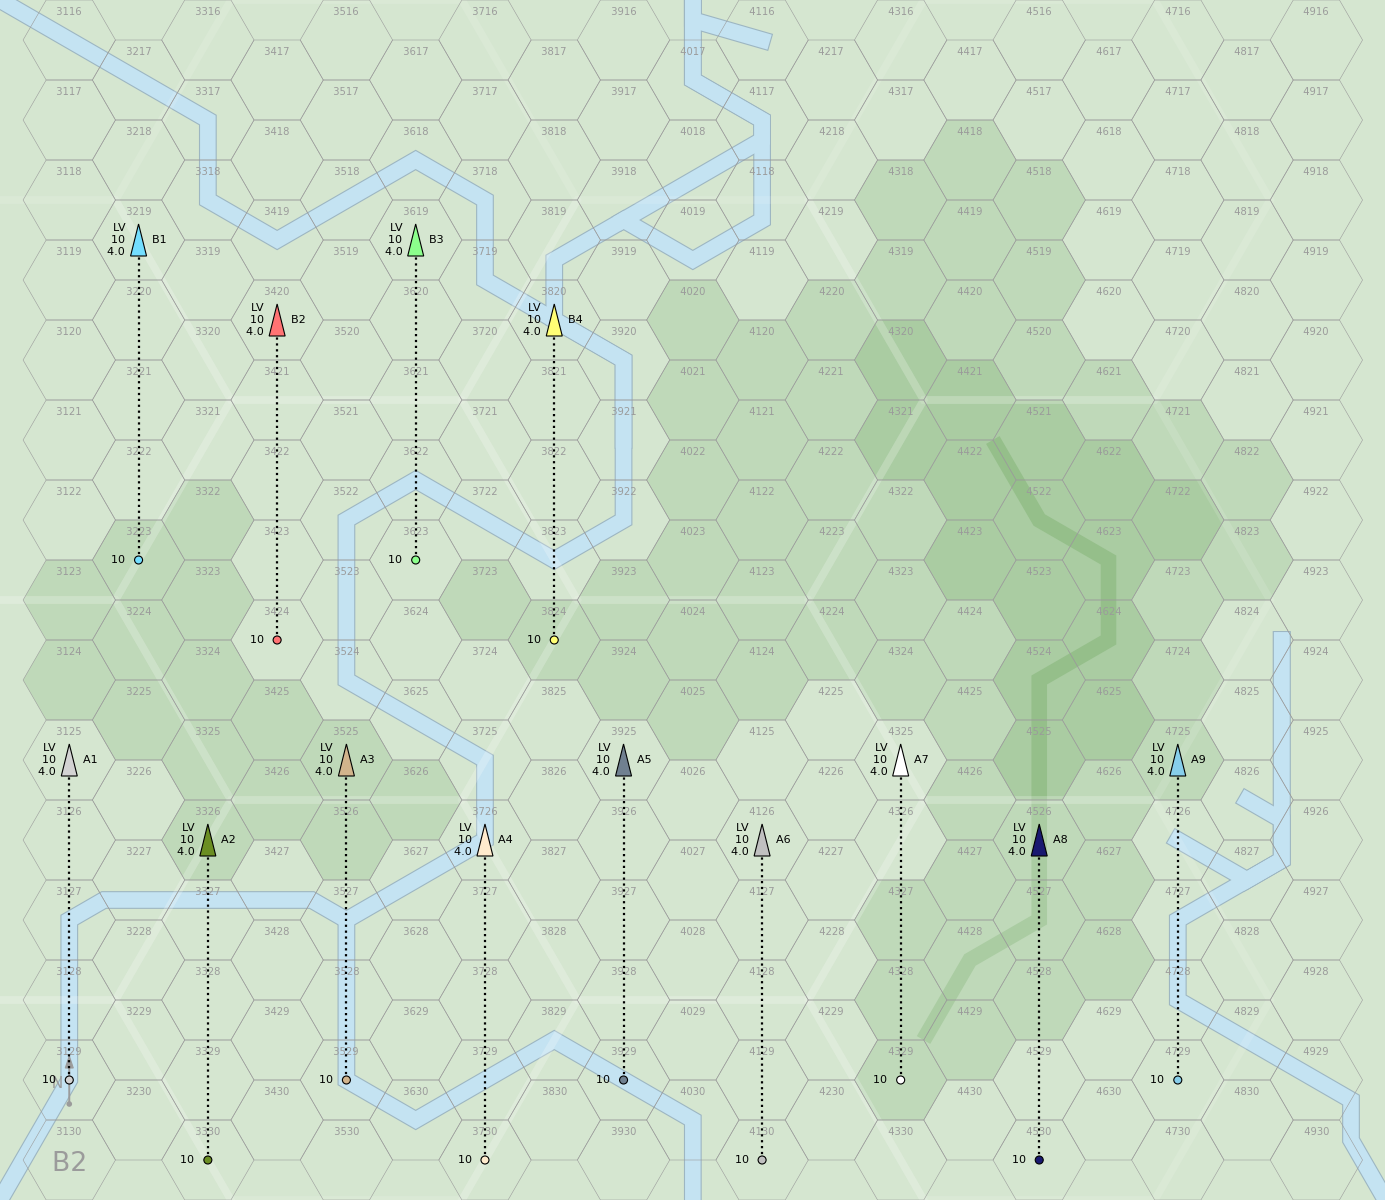 3116 3316 3516 3716 3916 4116 4316 4516 4716 4916
3217 3417 3617 3817 4017 4217 4417 4617 4817
3117 3317 3517 3717 3917 4117 4317 4517 4717 4917
3218 3418 3618 3818 4018 4218 4418 4618 4818
3118 3318 3518 3718 3918 4118 4318 4518 4718 4918
3219 3419 3619 3819 4019 4219 4419 4619 4819
LV 10 4.0 B1
LV 10 4.0 B3
3119 3319 3519 3719 3919 4119 4319 4519 4719 4919
3220 3420 3620 3820 4020 4220 4420 4620 4820
LV 10 4.0 B2
LV 10 4.0 B4
3120 3320 3520 3720 3920 4120 4320 4520 4720 4920
3221 3421 3621 3821 4021 4221 4421 4621 4821
3121 3321 3521 3721 3921 4121 4321 4521 4721 4921
3222 3422 3622 3822 4022 4222 4422 4622 4822
3122 3322 3522 3722 3922 4122 4322 4522 4722 4922
3223 3423 3623 3823 4023 4223 4423 4623 4823
10 10
3123 3323 3523 3723 3923 4123 4323 4523 4723 4923
3224 3424 3624 3824 4024 4224 4424 4624 4824
10 10
3124 3324 3524 3724 3924 4124 4324 4524 4724 4924
3225 3425 3625 3825 4025 4225 4425 4625 4825
3125 3325 3525 3725 3925 4125 4325 4525 4725 4925
LV 10 4.0 A1
LV 10 4.0 A3
LV 10 4.0 A5
LV 10 4.0 A7
LV 10 4.0 A9
3226 3426 3626 3826 4026 4226 4426 4626 4826
3126 3326 3526 3726 3926 4126 4326 4526 4726 4926
LV 10 4.0 A2
LV 10 4.0 A4
LV 10 4.0 A6
LV 10 4.0 A8
3227 3427 3627 3827 4027 4227 4427 4627 4827
3127 3327 3527 3727 3927 4127 4327 4527 4727 4927
3228 3428 3628 3828 4028 4228 4428 4628 4828
3128 3328 3528 3728 3928 4128 4328 4528 4728 4928
3229 3429 3629 3829 4029 4229 4429 4629 4829
3129 3329 3529 3729 3929 4129 4329 4529 4729 4929
10 10 10 10 10
N
3230 3430 3630 3830 4030 4230 4430 4630 4830
3130 3330 3530 3730 3930 4130 4330 4530 4730 4930
10 10 10 10
B2